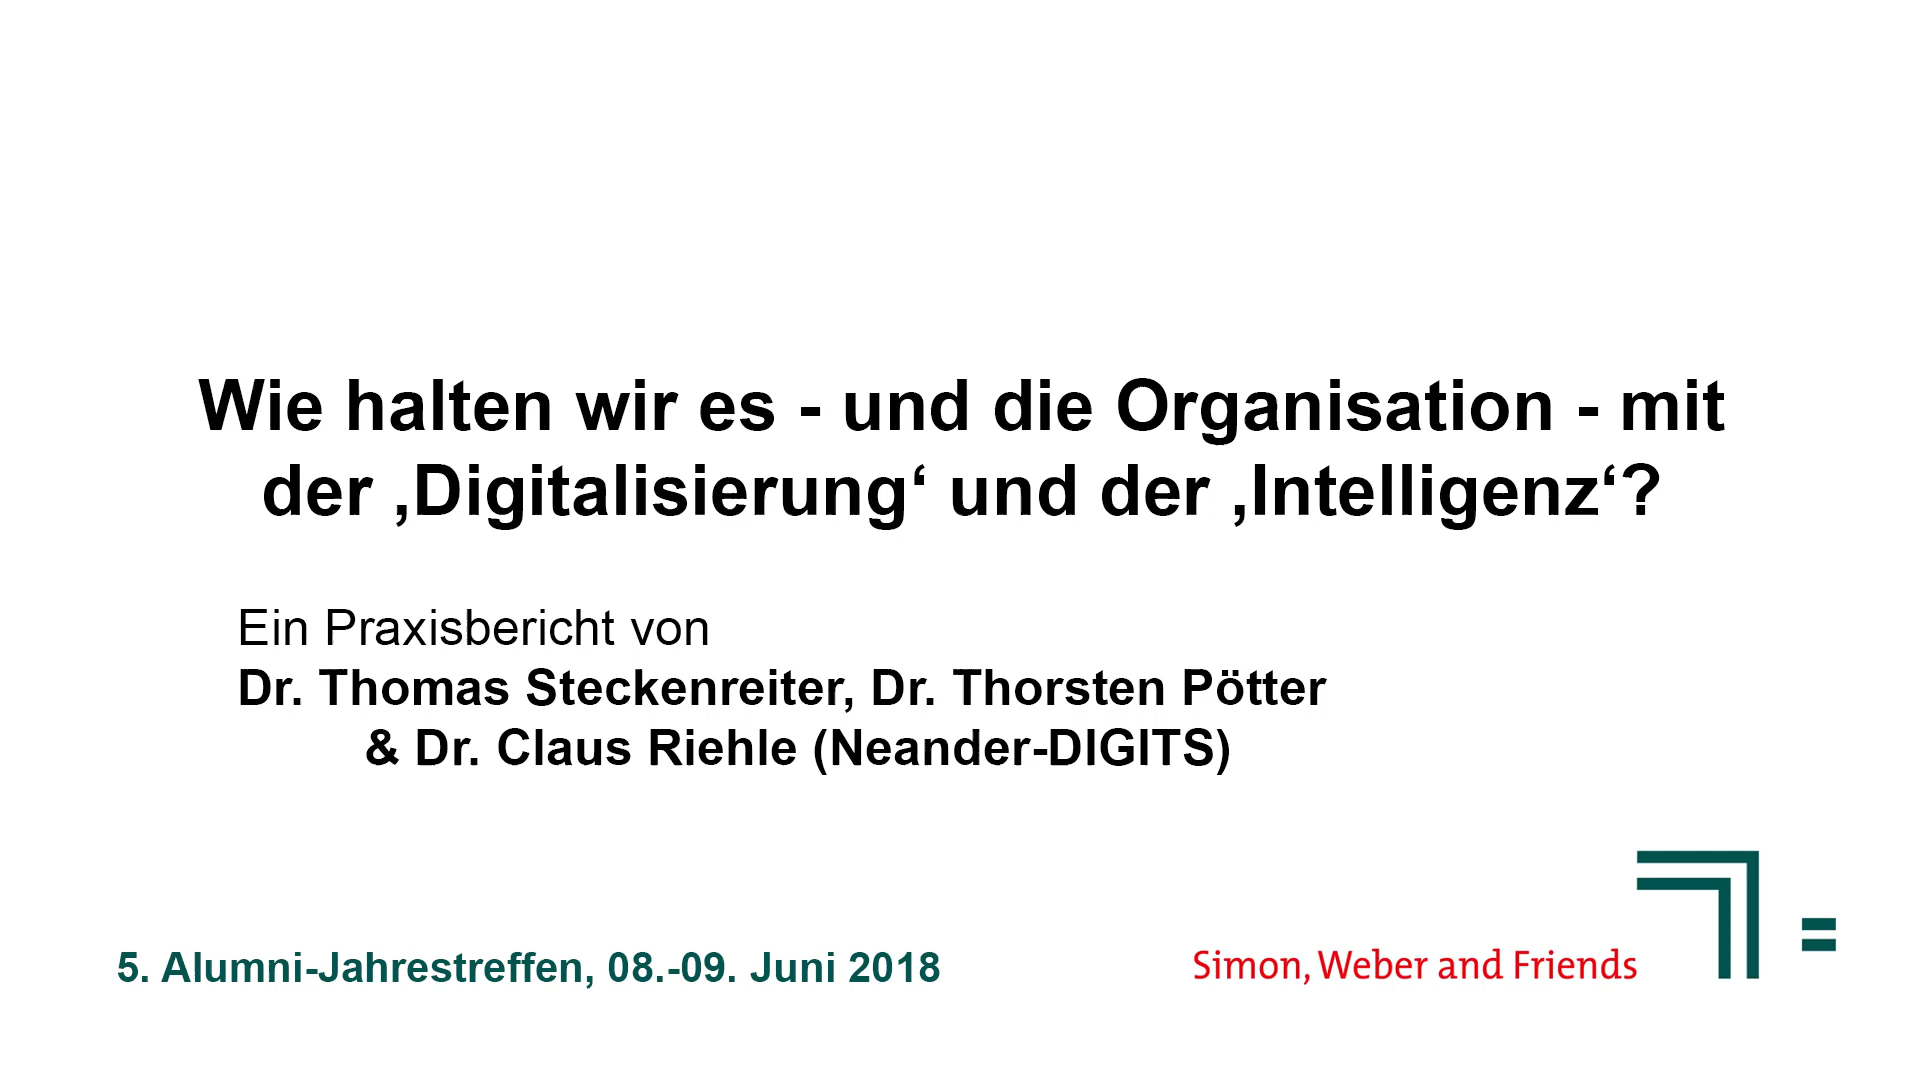 Wie halten wir es - und die Organisation - mit
der ‚Digitalisierung‘ und der ‚Intelligenz‘?
Ein Praxisbericht von
Dr. Thomas Steckenreiter, Dr. Thorsten Pötter
& Dr. Claus Riehle (Neander-DIGITS)
5. Alumni-Jahrestreffen, 08.-09. Juni 2018
Simon, Weber and Friends